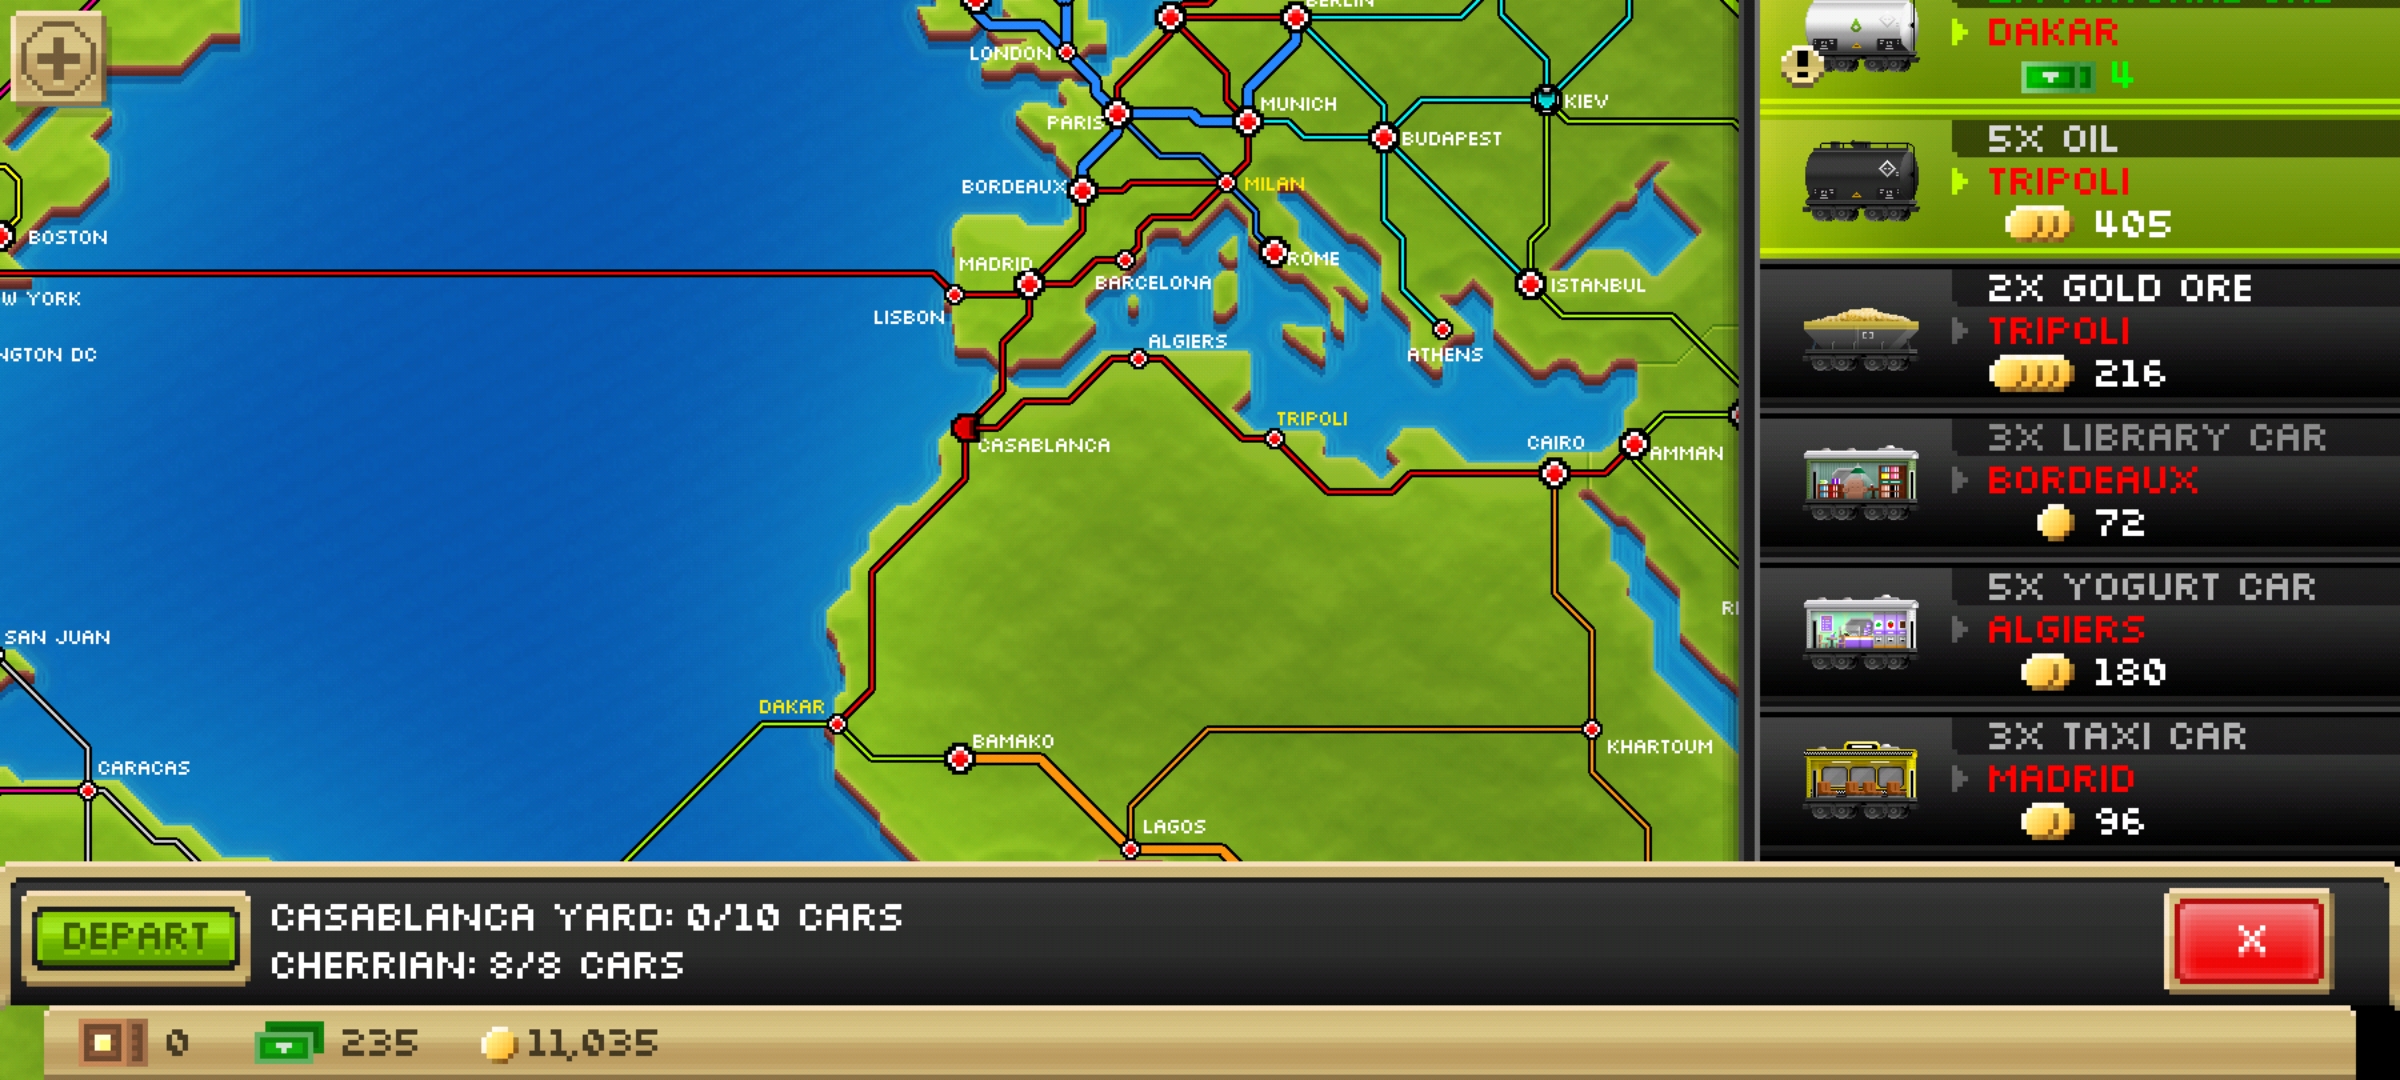 BERLIN
LONDON
PARIS
MUNICH
KIEV
BUDAPEST
BORDEAUX
MILAN
BOSTON
MADRID
ROME
BARCELONA
ISTANBUL
W YORK
LISBON
ALGIERS
ATHENS
NGTON DC
TRIPOLI
CASABLANCA
CAIRO
AMMAN
SAN JUAN
DAKAR
BAMAKO
KHARTOUM
CARACAS
LAGOS
DAKAR
4
5X OIL
TRIPOLI
405
2X GOLD ORE
TRIPOLI
216
3X LIBRARY CAR
BORDEAUX
72
5X YOGURT CAR
ALGIERS
180
3X TAXI CAR
MADRID
96
DEPART
CASABLANCA YARD: 0/10 CARS
CHERRIAN: 8/8 CARS
X
0
235
11,035